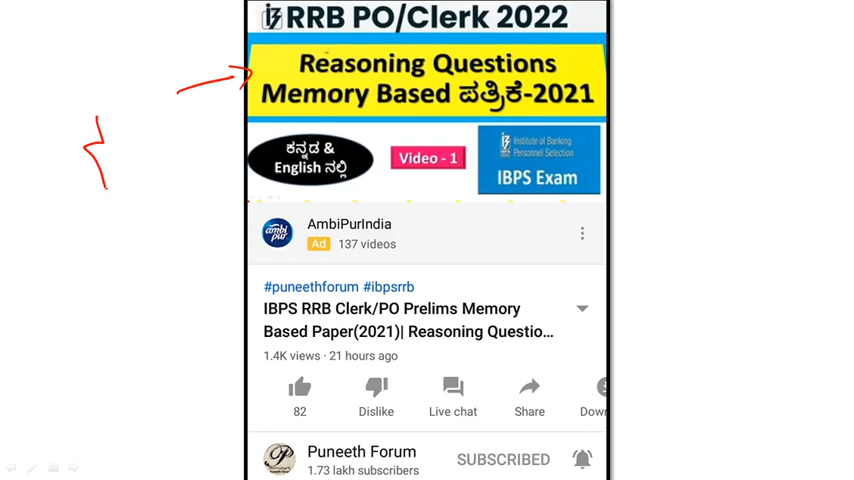 RRB PO/Clerk 2022
Reasoning Questions
Memory Based ಪತ್ರಿಕೆ-2021
ಕನ್ನಡ &
English ನಲ್ಲಿ
Video - 1
Institute of Banking
Personnel Selection
IBPS Exam
ambi
pur
AmbiPurIndia
Ad 137 videos
#puneethforum #ibpsrrb
IBPS RRB Clerk/PO Prelims Memory
Based Paper(2021)| Reasoning Questio...
1.4K views · 21 hours ago
82 Dislike Live chat Share Down
P
Puneeth Forum
1.73 lakh subscribers
SUBSCRIBED